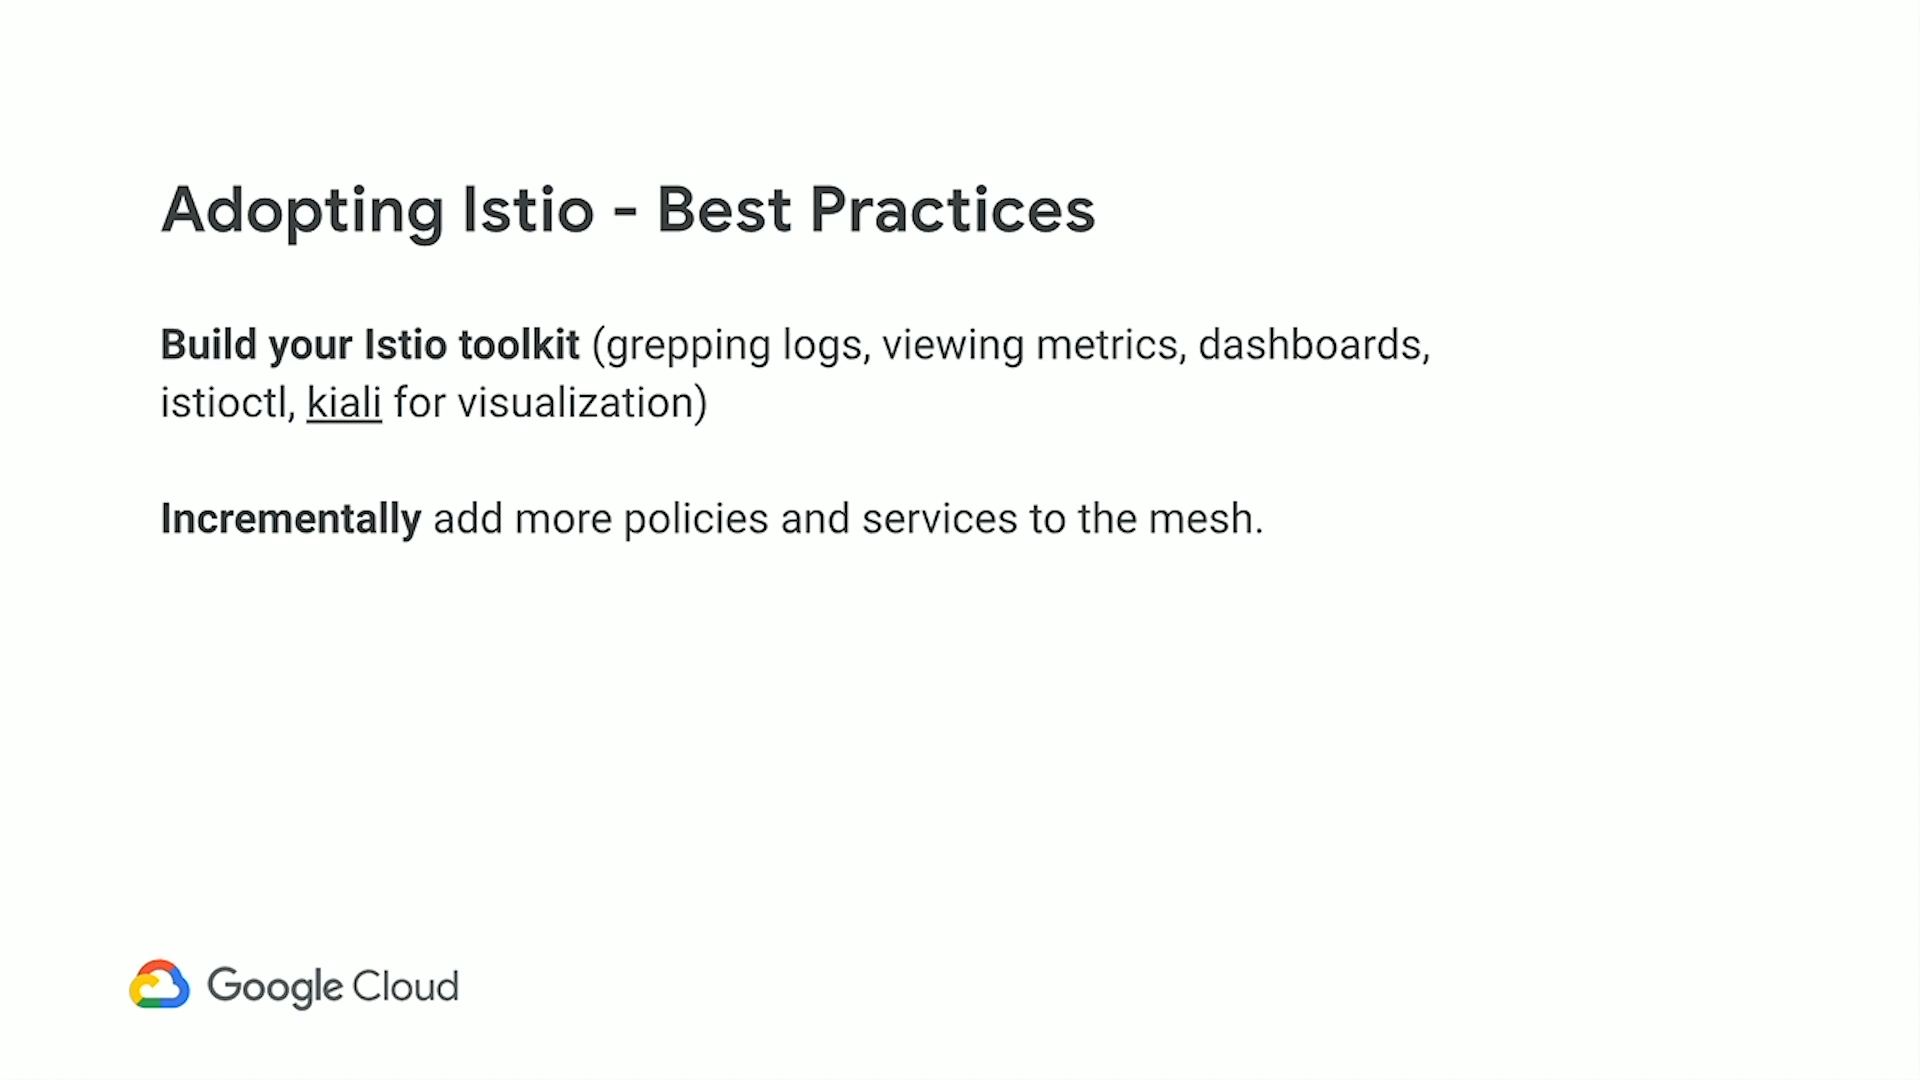 Adopting Istio - Best Practices
Build your Istio toolkit (grepping logs, viewing metrics, dashboards,
istioctl, kiali for visualization)
Incrementally add more policies and services to the mesh.
Google Cloud